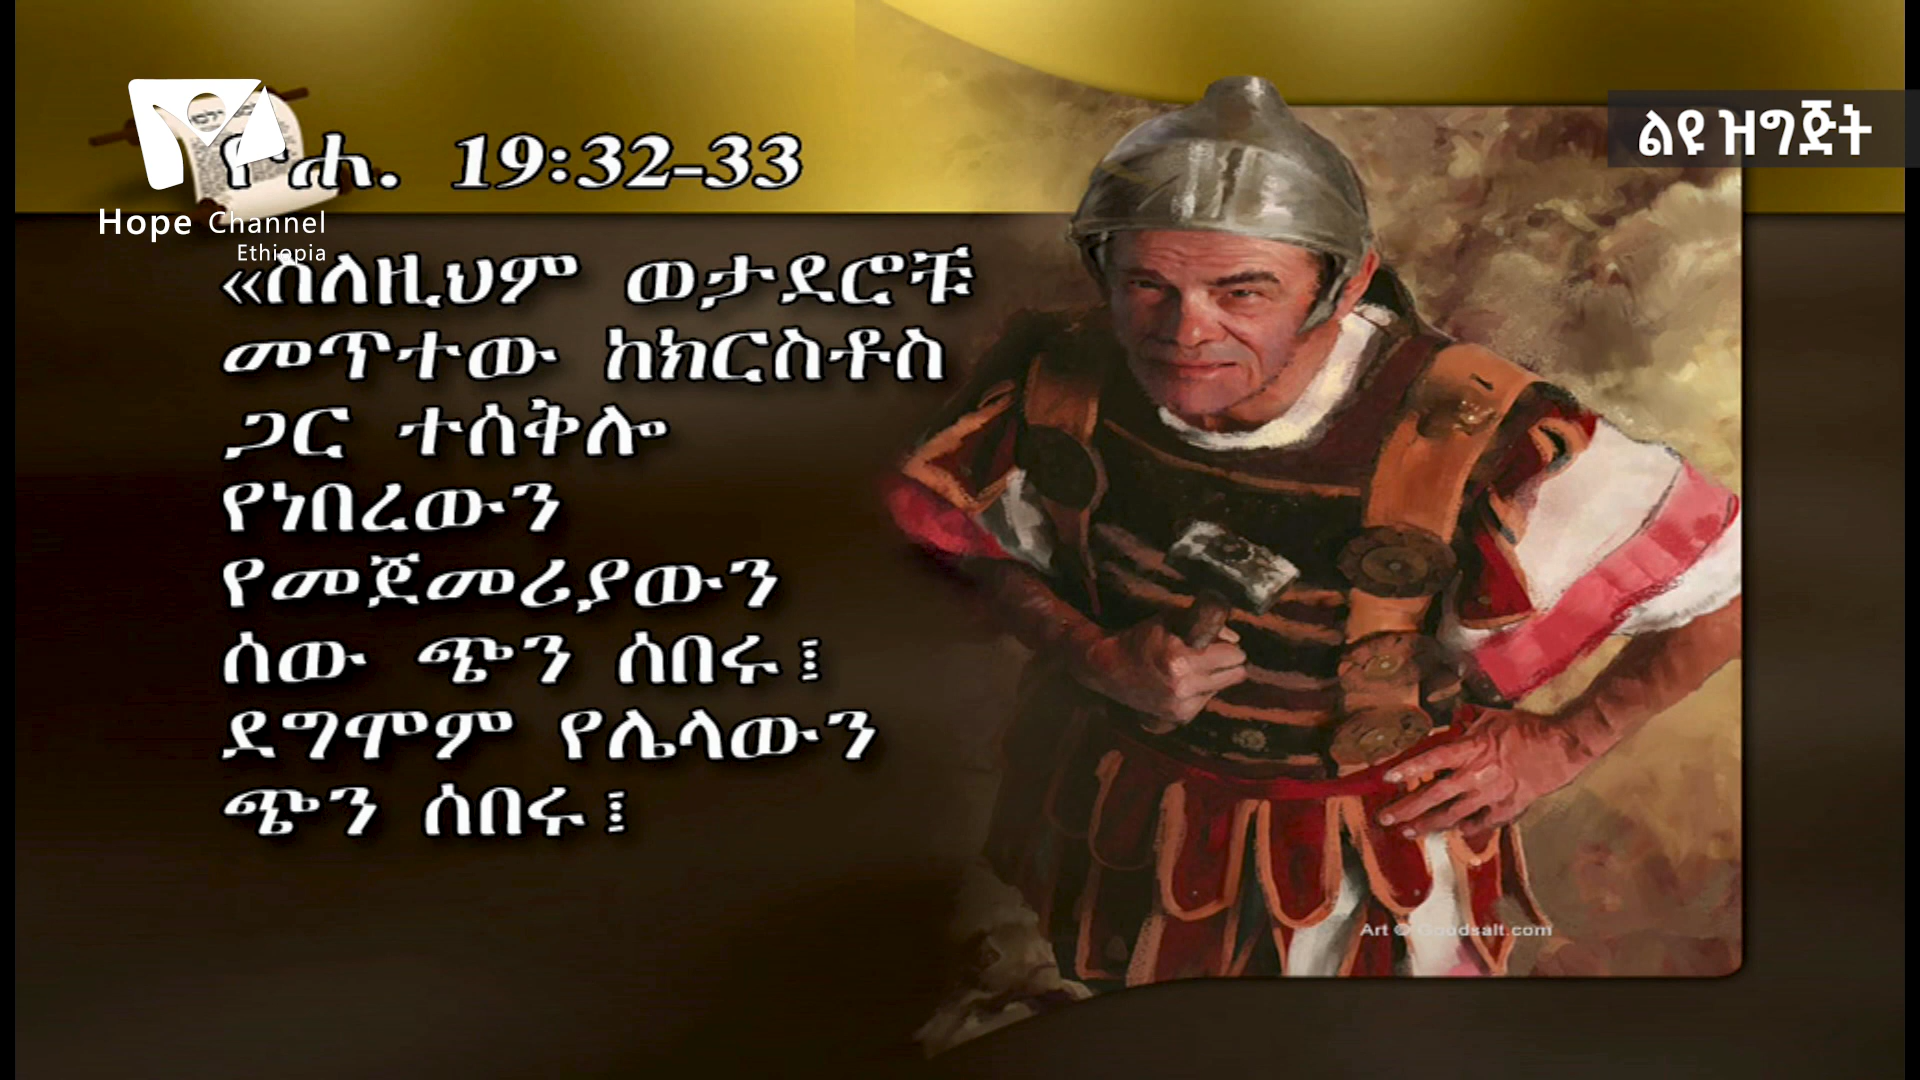 ልዩ ዝግጅት
ዮሐ. 19:32-33
Hope Channel
Ethiopia
«ስለዚህም ወታደሮቹ
መጥተው ከክርስቶስ
ጋር ተሰቅሎ
የነበረውን
የመጀመሪያውን
ሰው ጭን ሰበሩ፤
ደግሞም የሌላውን
ጭን ሰበሩ፤
Art © Goodsalt.com